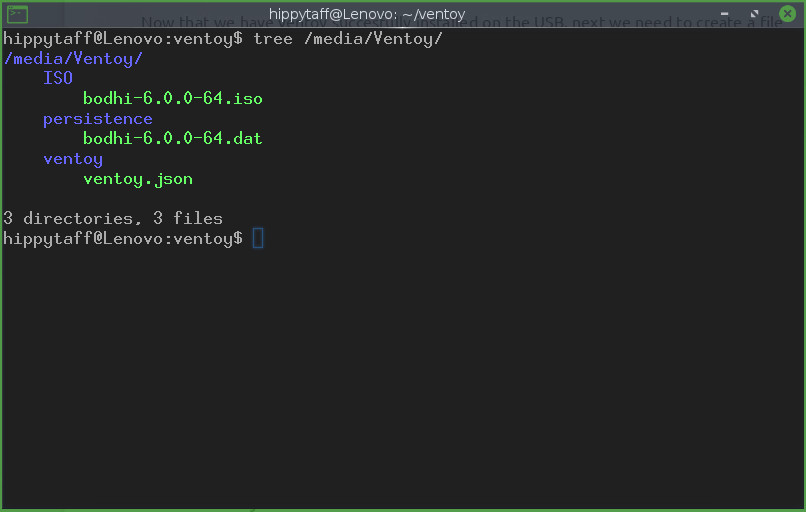 Now that we have Ventoy successfully installed on the USB, next we need to create a file
hippytaff@Lenovo: ~/ventoy
hippytaff@Lenovo:ventoy$ tree /media/Ventoy/
/media/Ventoy/
    ISO
        bodhi-6.0.0-64.iso
    persistence
        bodhi-6.0.0-64.dat
    ventoy
        ventoy.json

3 directories, 3 files
hippytaff@Lenovo:ventoy$